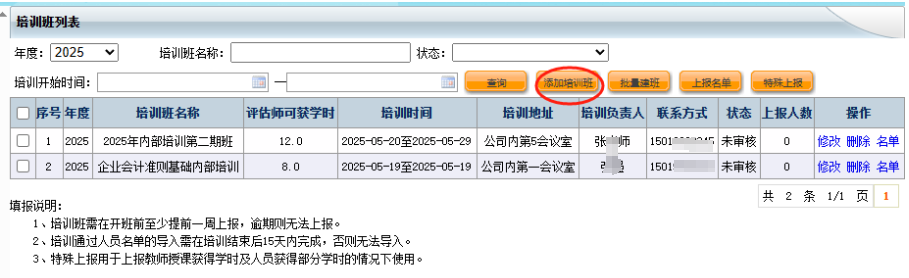 培训班列表
年度： 2025 培训班名称： 状态：
培训开始时间： — 查询 添加培训班 批量建班 上报名单 特殊上报
序号 年度 培训班名称 评估师可获学时 培训时间 培训地址 培训负责人 联系方式 状态 上报人数 操作
1 2025 2025年内部培训第二期班 12.0 2025-05-20至2025-05-29 公司内第5会议室 张 师 1501 未审核 0 修改 删除 名单
2 2025 企业会计准则基础内部培训 8.0 2025-05-19至2025-05-19 公司内第一会议室 1501 未审核 0 修改 删除 名单
共 2 条 1/1 页 1
填报说明：
1、培训班需在开班前至少提前一周上报，逾期则无法上报。
2、培训通过人员名单的导入需在培训结束后15天内完成，否则无法导入。
3、特殊上报用于上报教师授课获得学时及人员获得部分学时的情况下使用。